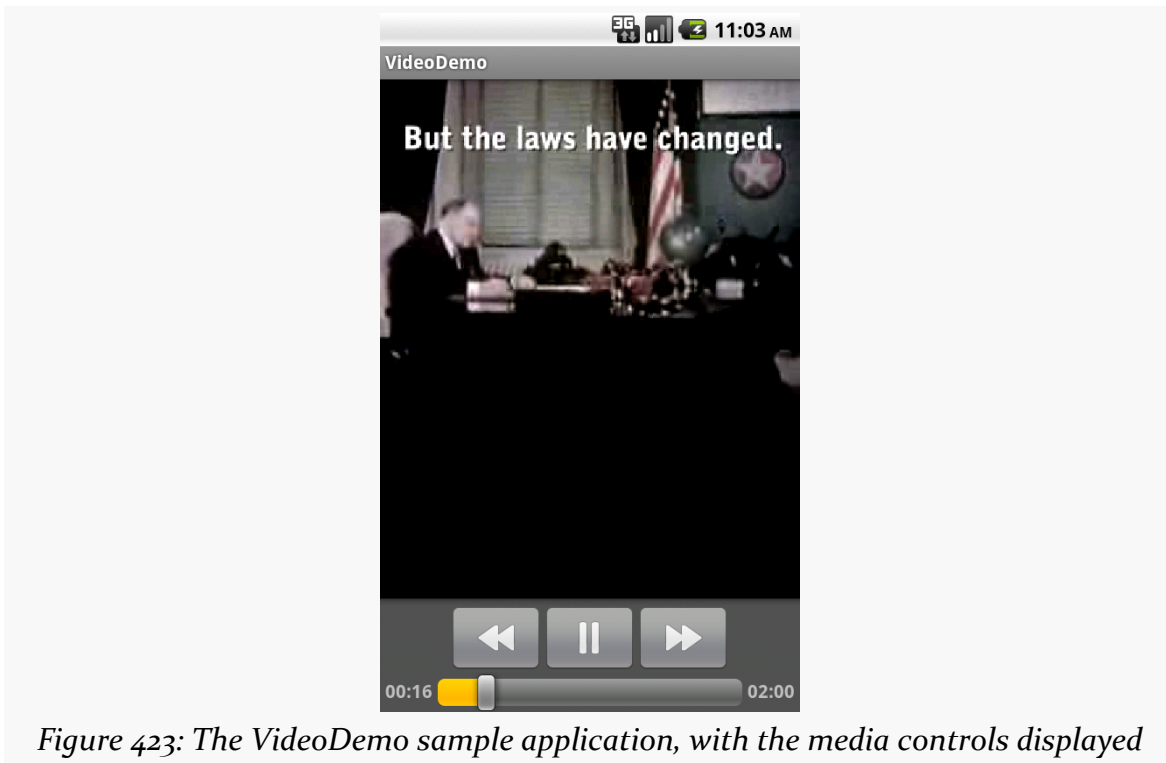 3G 11:03 AM
VideoDemo
But the laws have changed.
00:16 02:00
Figure 423: The VideoDemo sample application, with the media controls displayed